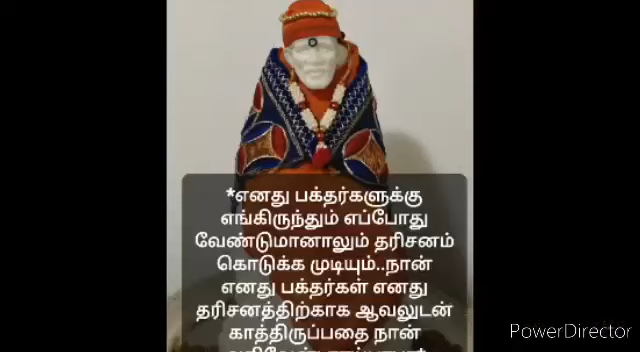 *எனது பக்தர்களுக்கு
எங்கிருந்தும் எப்போது
வேண்டுமானாலும் தரிசனம்
கொடுக்க முடியும்..நான்
எனது பக்தர்கள் எனது
தரிசனத்திற்காக ஆவலுடன்
காத்திருப்பதை நான்
PowerDirector